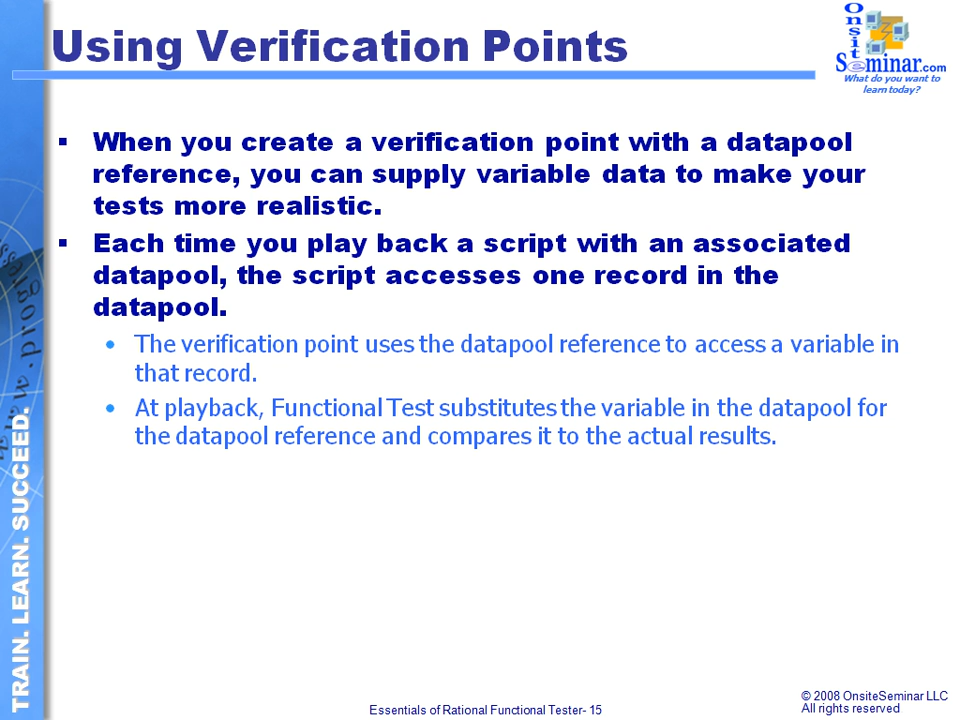 Using Verification Points
Onsite
Seminar.com
What do you want to
learn today?
▪ When you create a verification point with a datapool
reference, you can supply variable data to make your
tests more realistic.
▪ Each time you play back a script with an associated
datapool, the script accesses one record in the
datapool.
• The verification point uses the datapool reference to access a variable in
that record.
• At playback, Functional Test substitutes the variable in the datapool for
the datapool reference and compares it to the actual results.
TRAIN. LEARN. SUCCEED.
Essentials of Rational Functional Tester- 15
© 2008 OnsiteSeminar LLC
All rights reserved